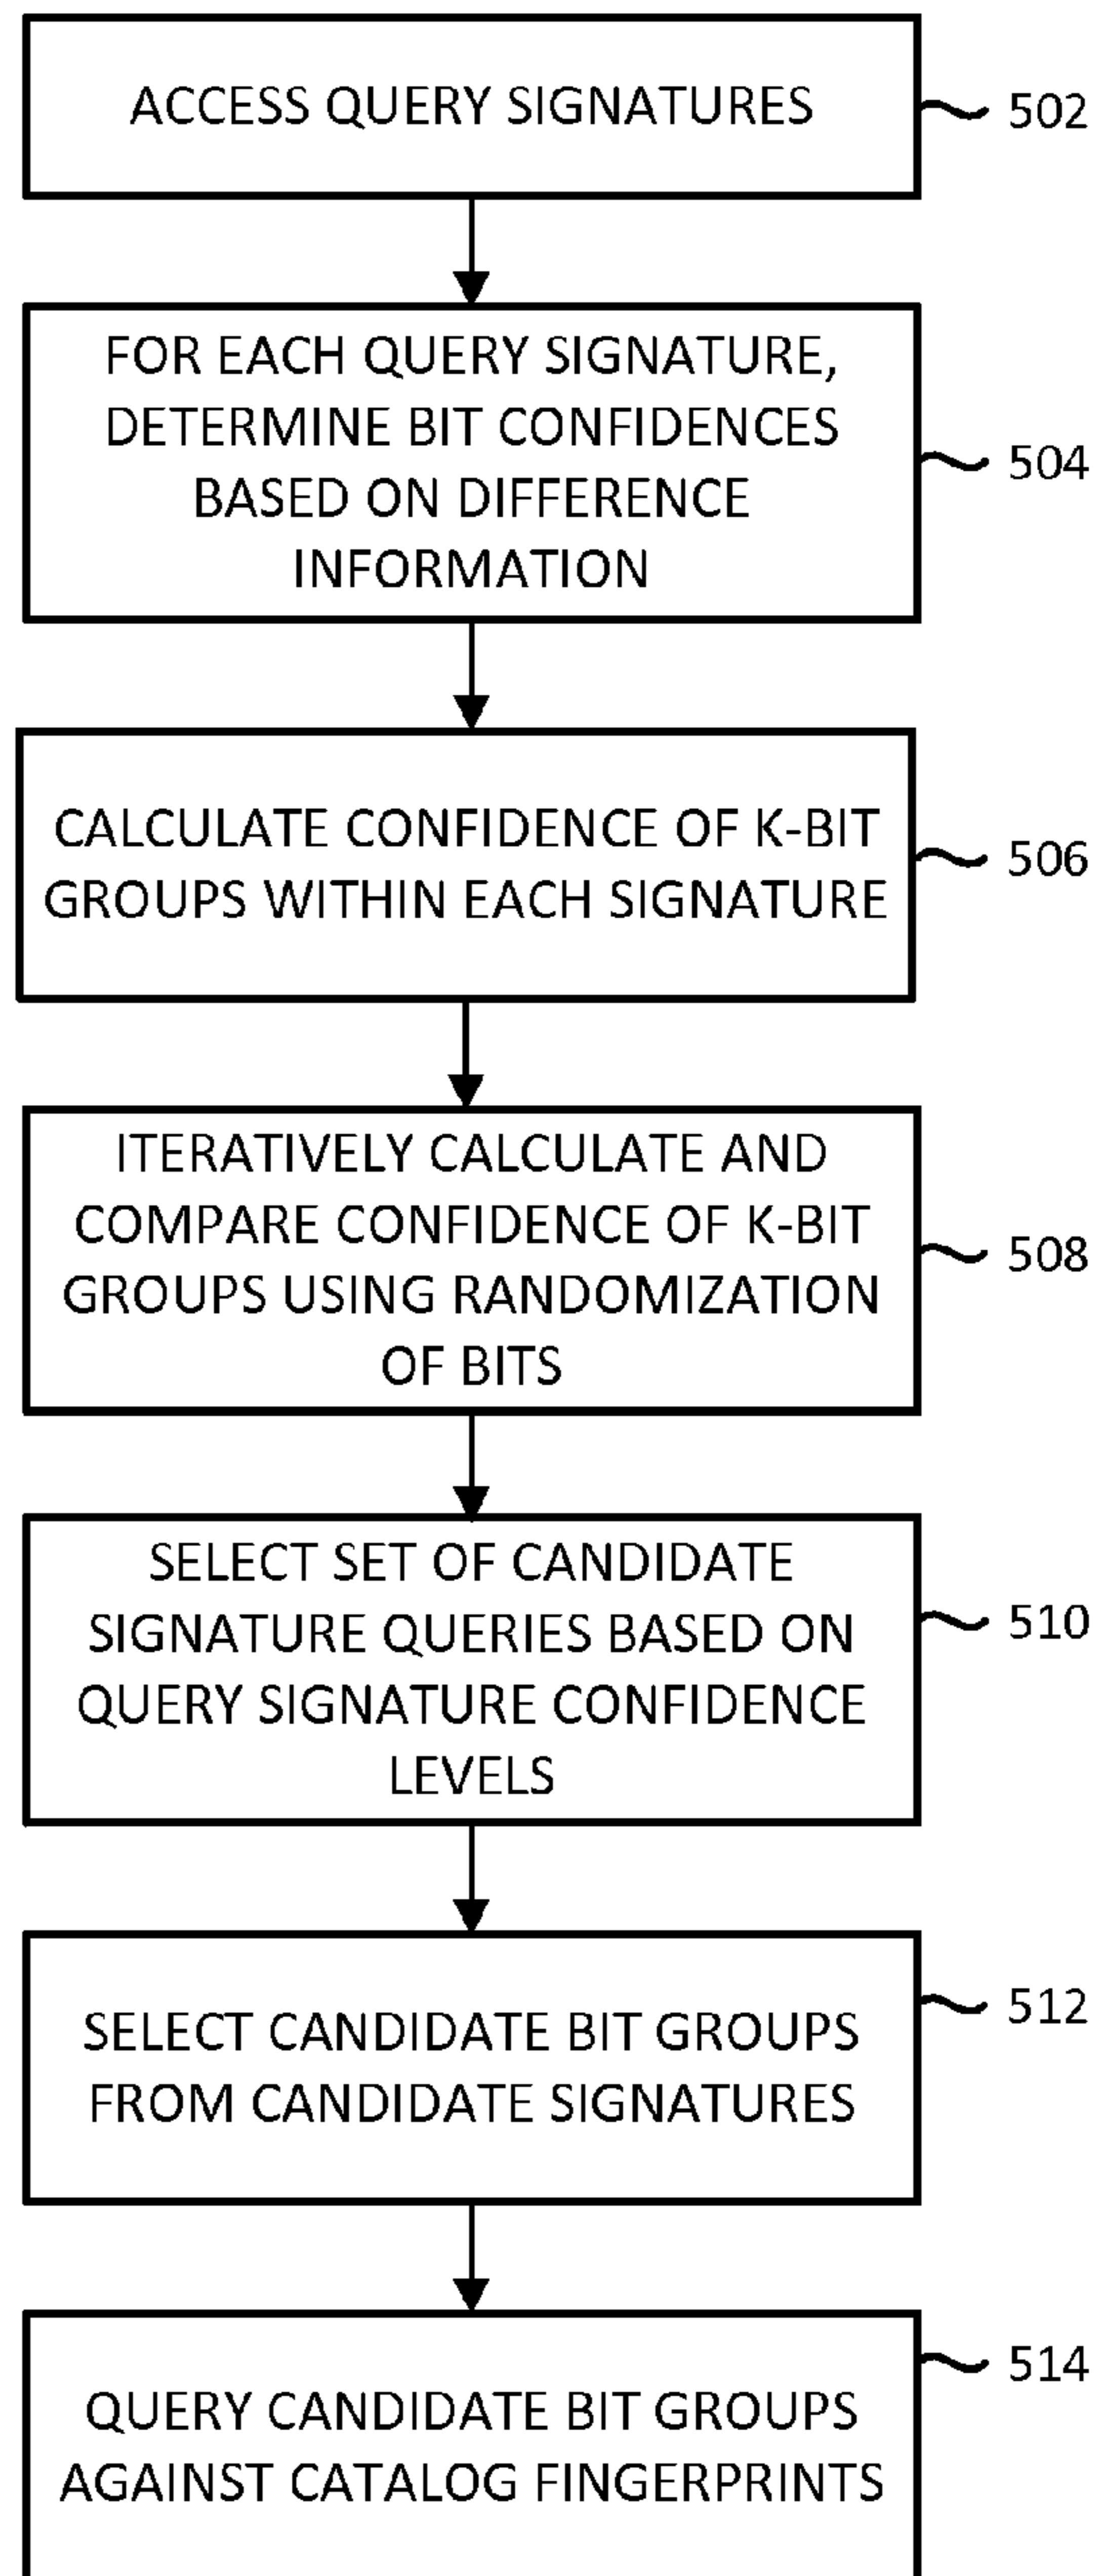 ACCESS QUERY SIGNATURES
502
FOR EACH QUERY SIGNATURE,
DETERMINE BIT CONFIDENCES
BASED ON DIFFERENCE
INFORMATION
504
CALCULATE CONFIDENCE OF K-BIT
GROUPS WITHIN EACH SIGNATURE
506
ITERATIVELY CALCULATE AND
COMPARE CONFIDENCE OF K-BIT
GROUPS USING RANDOMIZATION
OF BITS
508
SELECT SET OF CANDIDATE
SIGNATURE QUERIES BASED ON
QUERY SIGNATURE CONFIDENCE
LEVELS
510
SELECT CANDIDATE BIT GROUPS
FROM CANDIDATE SIGNATURES
512
QUERY CANDIDATE BIT GROUPS
AGAINST CATALOG FINGERPRINTS
514